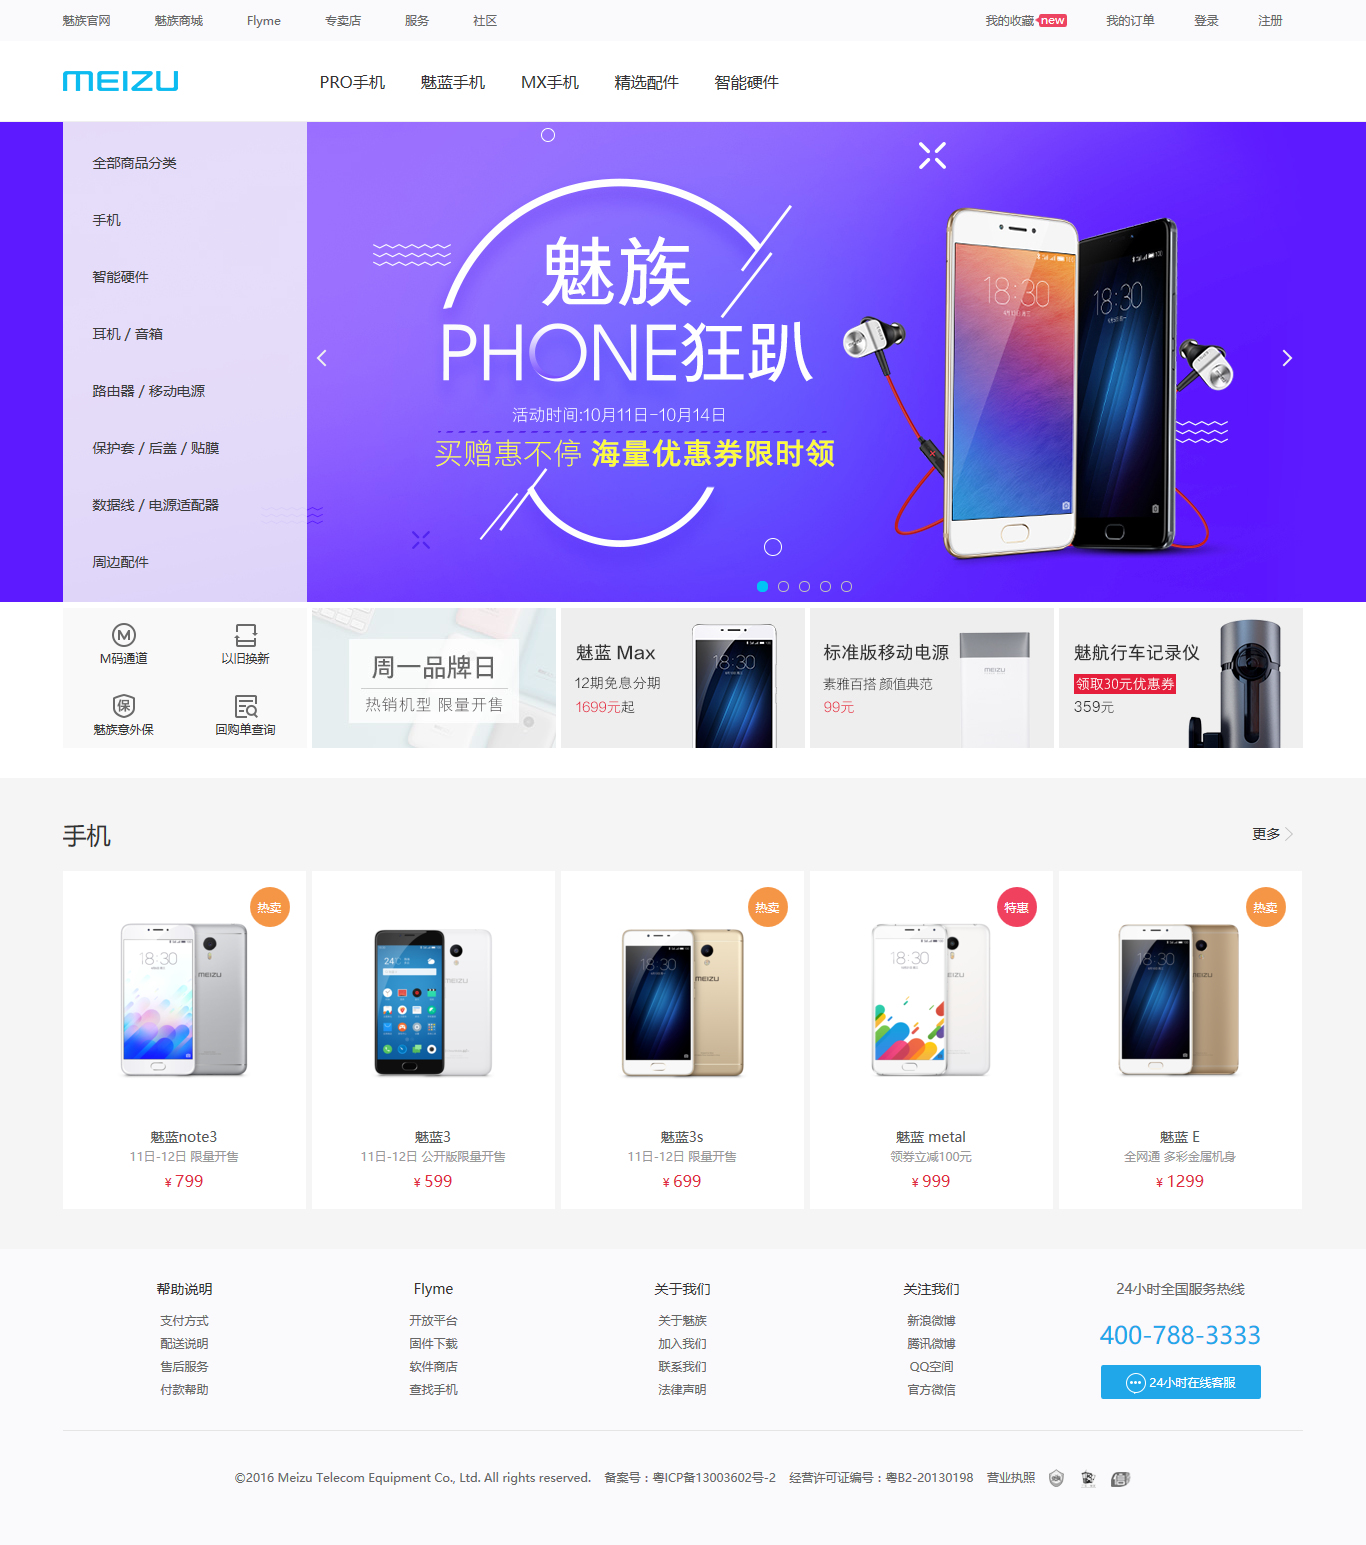 魅族官网 魅族商城 Flyme 专卖店 服务 社区 我的收藏 new 我的订单 登录 注册
MEIZU PRO手机 魅蓝手机 MX手机 精选配件 智能硬件
全部商品分类
手机
智能硬件
耳机 / 音箱
路由器 / 移动电源
保护套 / 后盖 / 贴膜
数据线 / 电源适配器
周边配件
魅族
PHONE狂趴
活动时间:10月11日-10月14日
买赠惠不停 海量优惠券限时领
18:30
18:30
M码通道 以旧换新
魅族意外保 回购单查询
周一品牌日
热销机型 限量开售
魅蓝 Max
12期免息分期
1699元起
标准版移动电源
素雅百搭 颜值典范
99元
MEIZU
魅航行车记录仪
领取30元优惠券
359元
手机 更多
热卖 热卖 特惠 热卖
18:30 MEIZU
MEIZU
18:30 MEIZU
18:30 MEIZU
18:30 MEIZU
魅蓝note3
11日-12日 限量开售
¥ 799
魅蓝3
11日-12日 公开版限量开售
¥ 599
魅蓝3s
11日-12日 限量开售
¥ 699
魅蓝 metal
领券立减100元
¥ 999
魅蓝 E
全网通 多彩金属机身
¥ 1299
帮助说明
支付方式
配送说明
售后服务
付款帮助
Flyme
开放平台
固件下载
软件商店
查找手机
关于我们
关于魅族
加入我们
联系我们
法律声明
关注我们
新浪微博
腾讯微博
QQ空间
官方微信
24小时全国服务热线
400-788-3333
24小时在线客服
©2016 Meizu Telecom Equipment Co., Ltd. All rights reserved. 备案号：粤ICP备13003602号-2 经营许可证编号：粤B2-20130198 营业执照